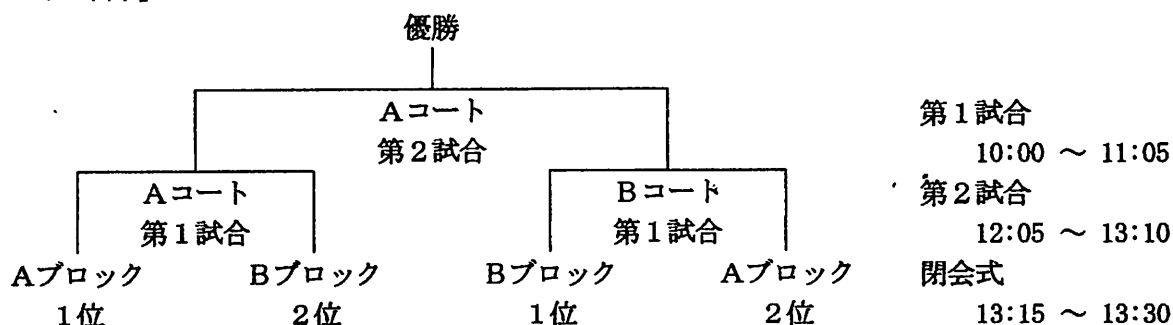 優勝
Aコート
第2試合
第1試合
10:00 ~ 11:05
Aコート
第1試合
Bコート
第1試合
第2試合
12:05 ~ 13:10
Aブロック
1位
Bブロック
2位
Bブロック
1位
Aブロック
2位
閉会式
13:15 ~ 13:30